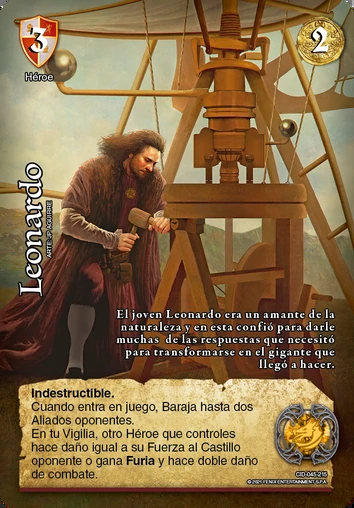 3
2
Héroe
Leonardo
ARTE: JP AGUIRRE
El joven Leonardo era un amante de la
naturaleza y en esta confió para darle
muchas de las respuestas que necesitó
para transformarse en el gigante que
llegó a hacer.
Indestructible.
Cuando entra en juego, Baraja hasta dos
Aliados oponentes.
En tu Vigilia, otro Héroe que controles
hace daño igual a su Fuerza al Castillo
oponente o gana Furia y hace doble daño
de combate.
CID-045-215
© 2021 FENIX ENTERTAINMENT S.P.A